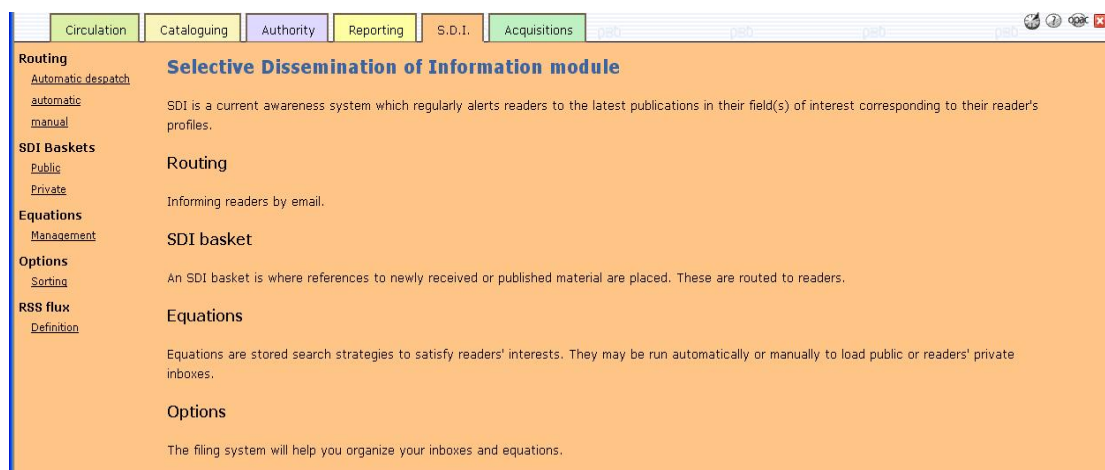 Circulation
Cataloguing
Authority
Reporting
S.D.I.
Acquisitions
pmb
pmb
pmb
pmb
opac
Routing
Automatic despatch
automatic
manual
SDI Baskets
Public
Private
Equations
Management
Options
Sorting
RSS flux
Definition
Selective Dissemination of Information module
SDI is a current awareness system which regularly alerts readers to the latest publications in their field(s) of interest corresponding to their reader's
profiles.
Routing
Informing readers by email.
SDI basket
An SDI basket is where references to newly received or published material are placed. These are routed to readers.
Equations
Equations are stored search strategies to satisfy readers' interests. They may be run automatically or manually to load public or readers' private
inboxes.
Options
The filing system will help you organize your inboxes and equations.